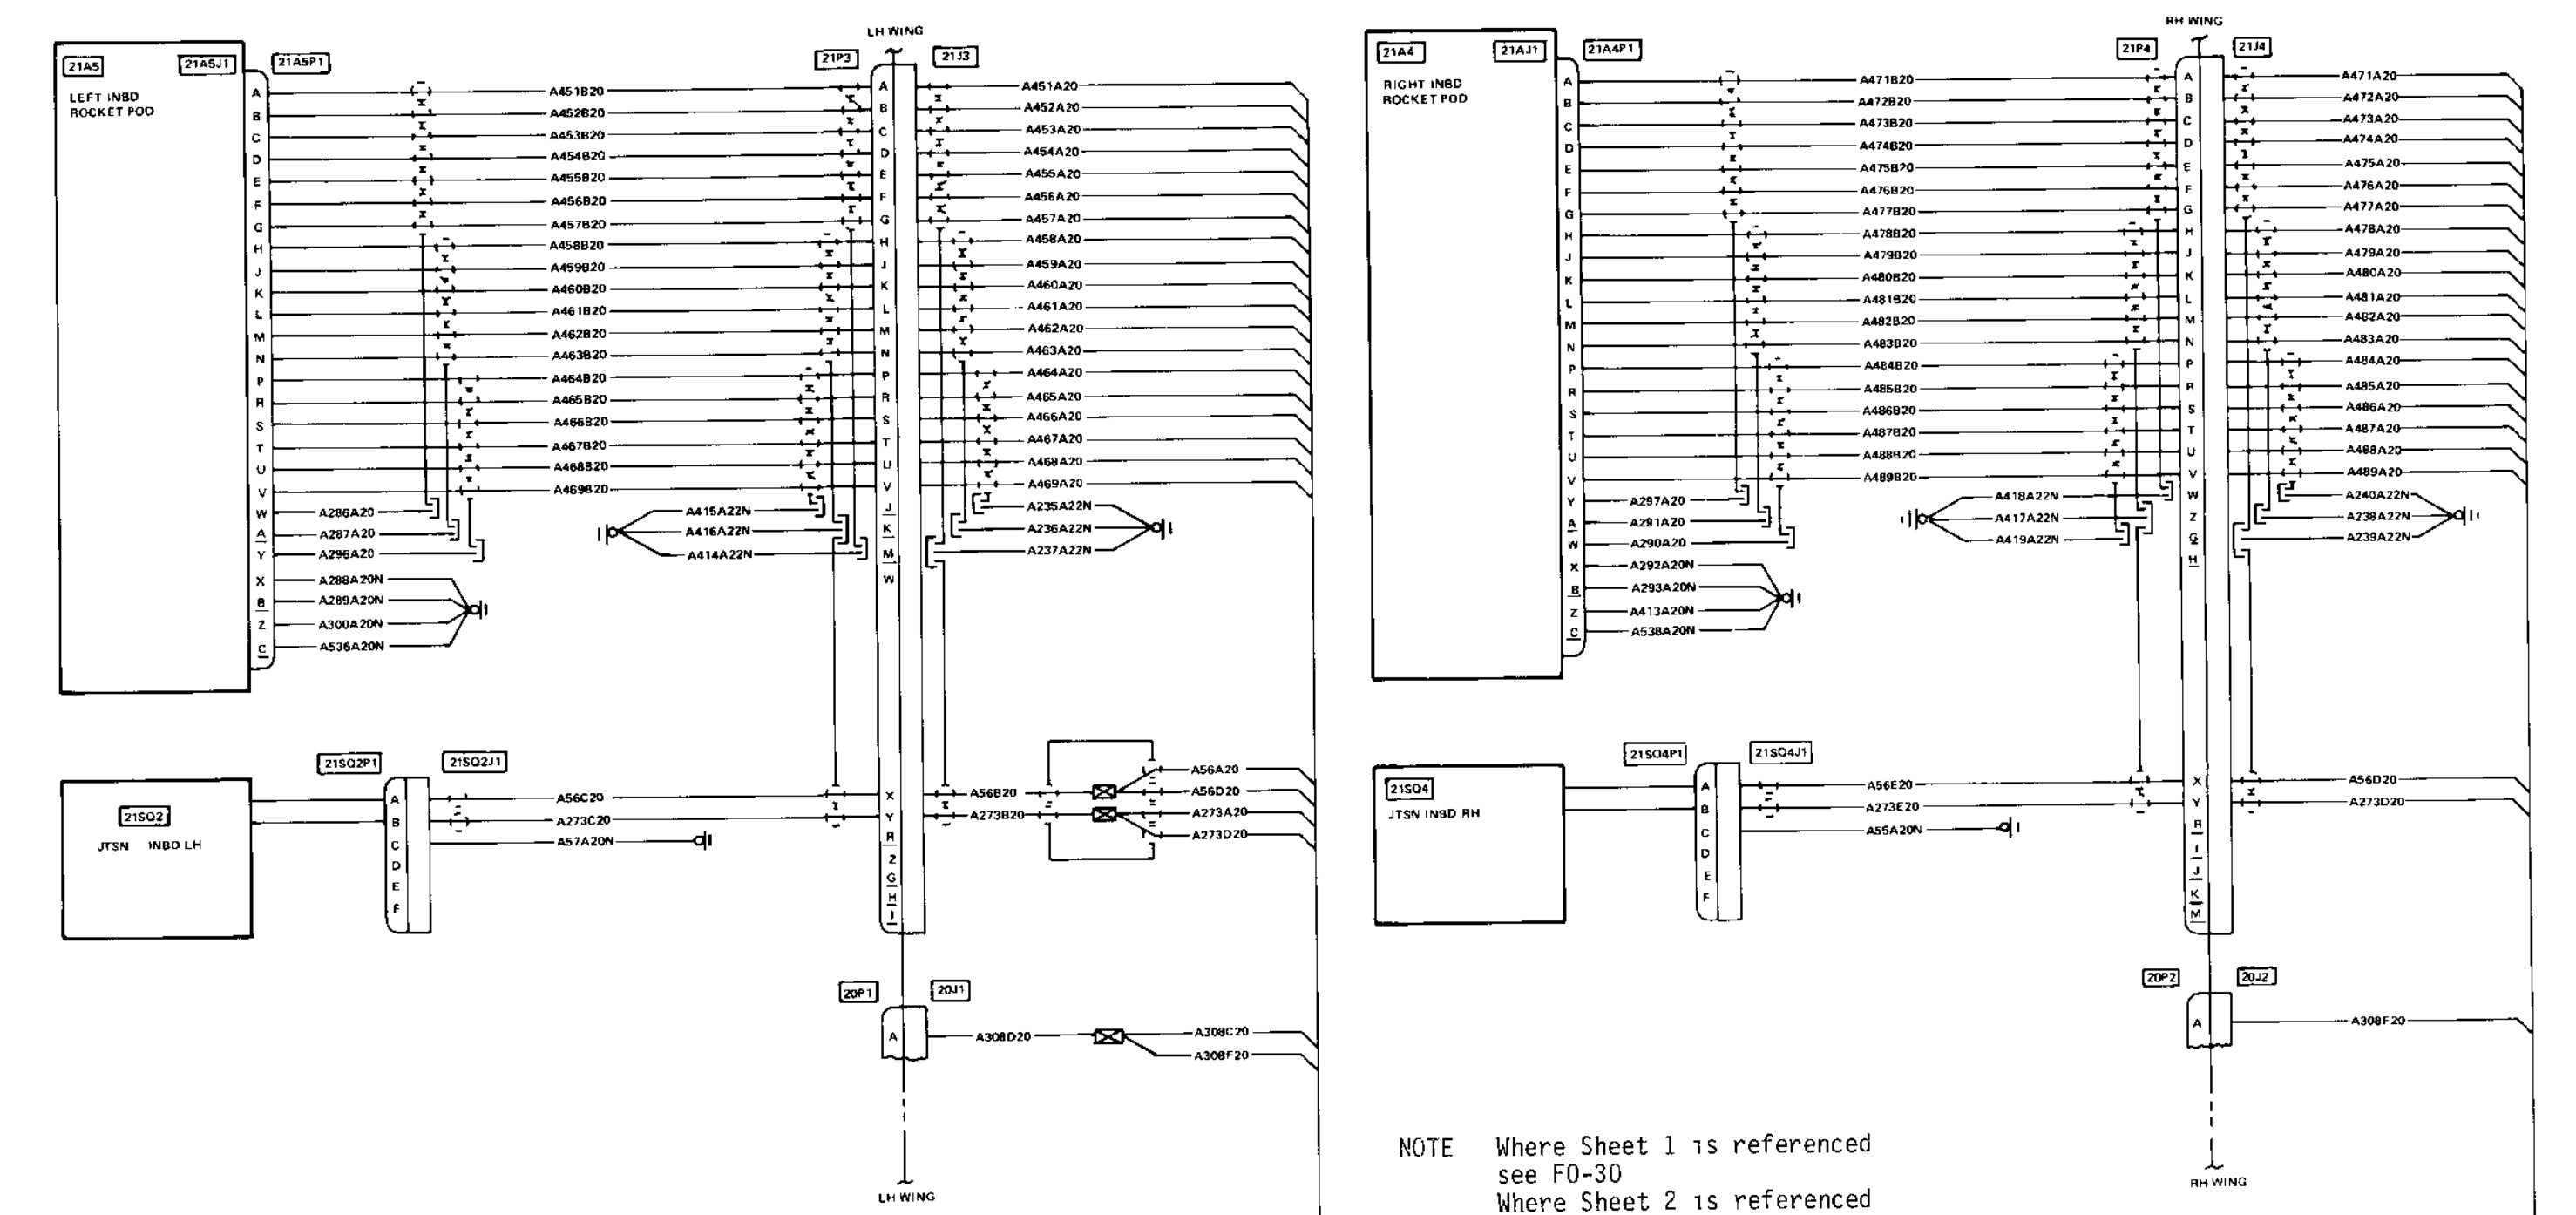 LH WING
21A5 21A5J1 21A5P1 21P3 21J3
LEFT INBD
ROCKET POD
A A451B20 A A451A20
B A452B20 B A452A20
C A453B20 C A453A20
D A454B20 D A454A20
E A455B20 E A455A20
F A456B20 F A456A20
G A457B20 G A457A20
H A458B20 H A458A20
J A459B20 J A459A20
K A460B20 K A460A20
L A461B20 L A461A20
M A462B20 M A462A20
N A463B20 N A463A20
P A464B20 P A464A20
R A465B20 R A465A20
S A466B20 S A466A20
T A467B20 T A467A20
U A468B20 U A468A20
V A469B20 V A469A20
W A286A20 A415A22N J A235A22N
A A287A20 A416A22N K A236A22N
Y A296A20 A414A22N M A237A22N
X A288A20N W
B A289A20N
Z A300A20N
C A536A20N
21SQ2P1 21SQ2J1
21SQ2
JTSN INBD LH
A56A20
A A56C20 X A56B20 A56D20
B A273C20 Y A273B20 A273A20
C A57A20N R A273D20
D Z
E G
F H
I
20P1 20J1
A A308D20 A308C20
A308F20
LH WING
RH WING
21A4 21AJ1 21A4P1 21P4 21J4
RIGHT INBD
ROCKET POD
A A471B20 A A471A20
B A472B20 B A472A20
C A473B20 C A473A20
D A474B20 D A474A20
E A475B20 E A475A20
F A476B20 F A476A20
G A477B20 G A477A20
H A478B20 H A478A20
J A479B20 J A479A20
K A480B20 K A480A20
L A481B20 L A481A20
M A482B20 M A482A20
N A483B20 N A483A20
P A484B20 P A484A20
R A485B20 R A485A20
S A486B20 S A486A20
T A487B20 T A487A20
U A488B20 U A488A20
V A489B20 V A489A20
Y A297A20 A418A22N W A240A22N
A A291A20 A417A22N Z A238A22N
W A290A20 A419A22N G A239A22N
X A292A20N H
B A293A20N
Z A413A20N
C A538A20N
21SQ4P1 21SQ4J1
21SQ4
JTSN INBD RH
A A56E20 X A56D20
B A273E20 Y A273D20
C A55A20N R
D I
E J
F K
M
20P2 20J2
A A308F20
RH WING
NOTE Where Sheet 1 is referenced
see FO-30
Where Sheet 2 is referenced